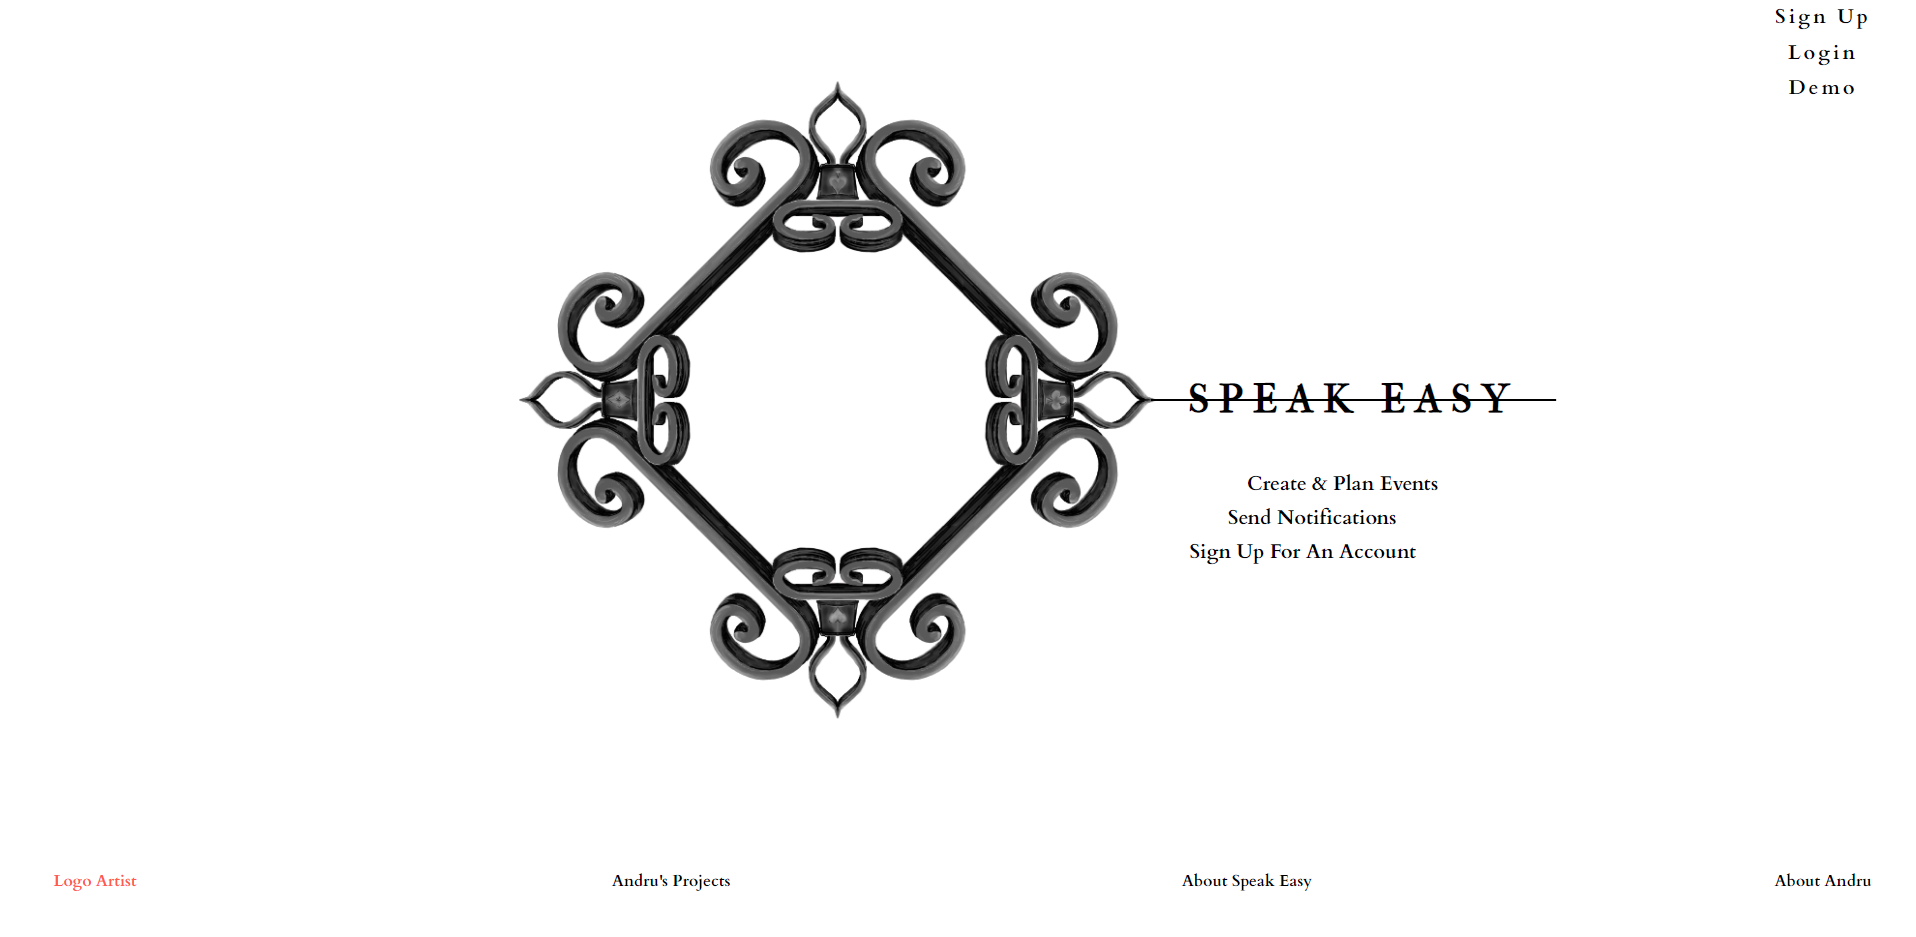 Sign Up
Login
Demo
SPEAK EASY
Create & Plan Events
Send Notifications
Sign Up For An Account
Logo Artist
Andru's Projects
About Speak Easy
About Andru